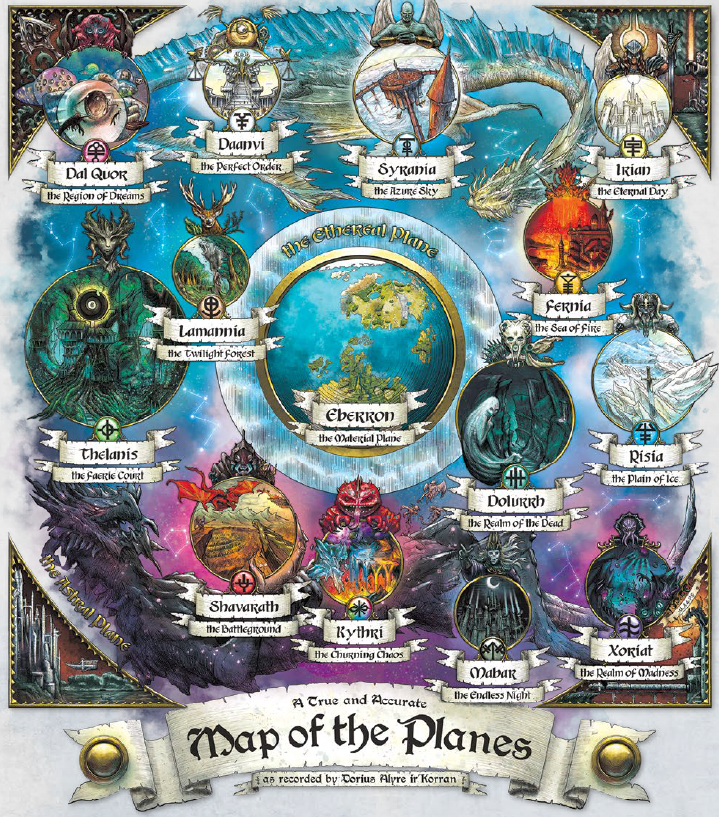 Dal Quor
the Region of Dreams
Daanvi
the Perfect Order
Syrania
the Azure Sky
Irian
the Eternal Day
Fernia
the Sea of Fire
Lamannia
the Twilight Forest
the Ethereal Plane
Eberron
the Material Plane
Thelanis
the Faerie Court
Risia
the Plain of Ice
Dolurrh
the Realm of the Dead
Shavarath
the Battleground
Kythri
the Churning Chaos
Mabar
the Endless Night
Xoriat
the Realm of Madness
the Astral Plane
A True and Accurate
Map of the Planes
as recorded by Dorius Alyre ir'Korran